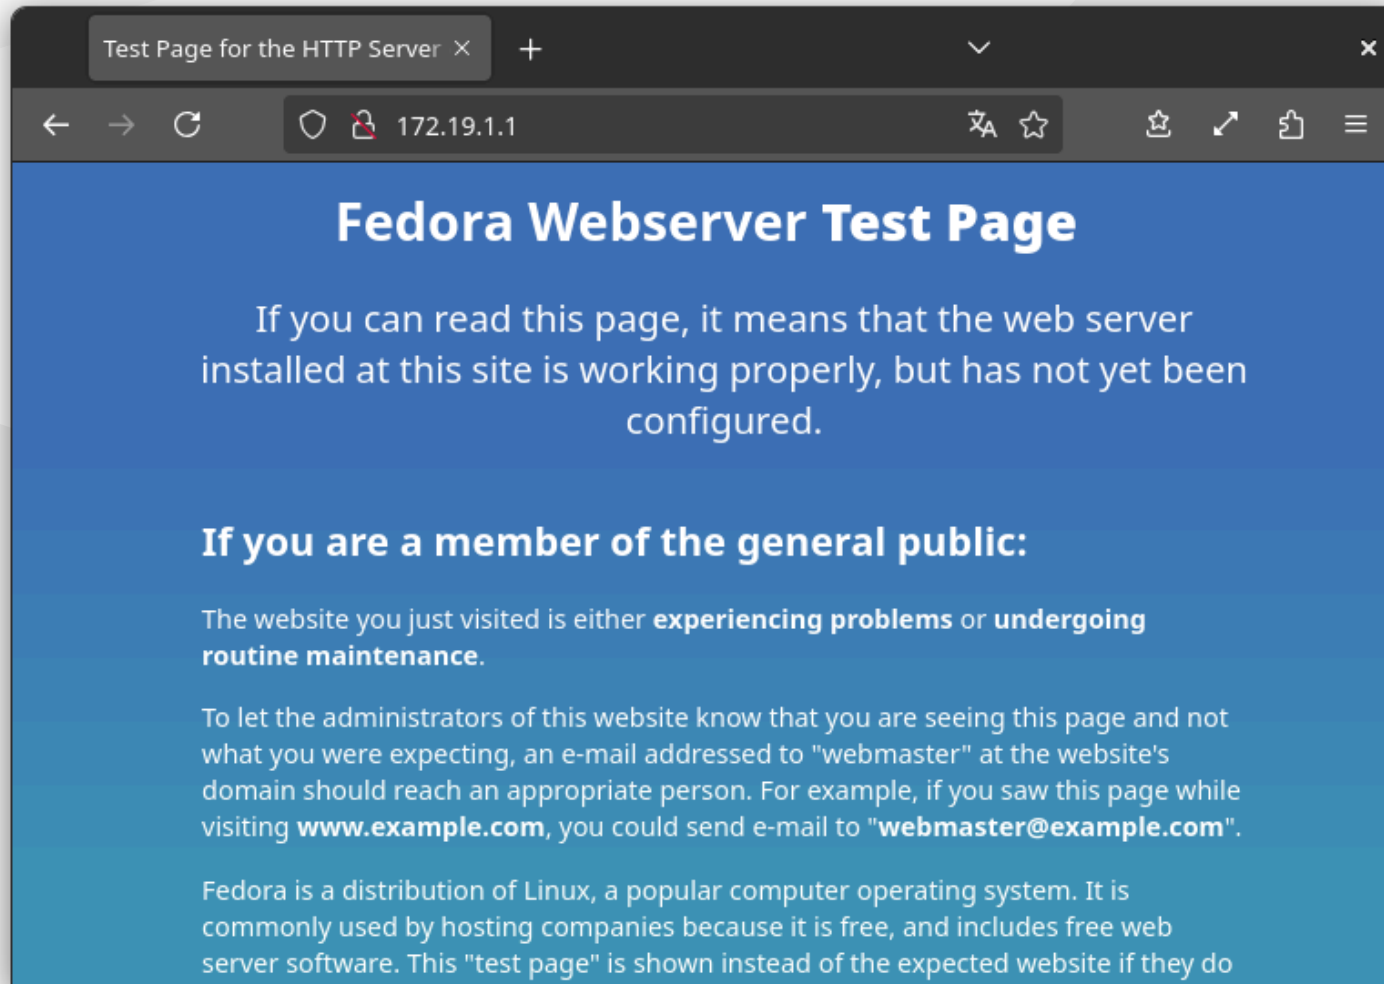 Test Page for the HTTP Server
172.19.1.1
Fedora Webserver Test Page
If you can read this page, it means that the web server
installed at this site is working properly, but has not yet been
configured.
If you are a member of the general public:
The website you just visited is either experiencing problems or undergoing
routine maintenance.
To let the administrators of this website know that you are seeing this page and not
what you were expecting, an e-mail addressed to "webmaster" at the website's
domain should reach an appropriate person. For example, if you saw this page while
visiting www.example.com, you could send e-mail to "webmaster@example.com".
Fedora is a distribution of Linux, a popular computer operating system. It is
commonly used by hosting companies because it is free, and includes free web
server software. This "test page" is shown instead of the expected website if they do